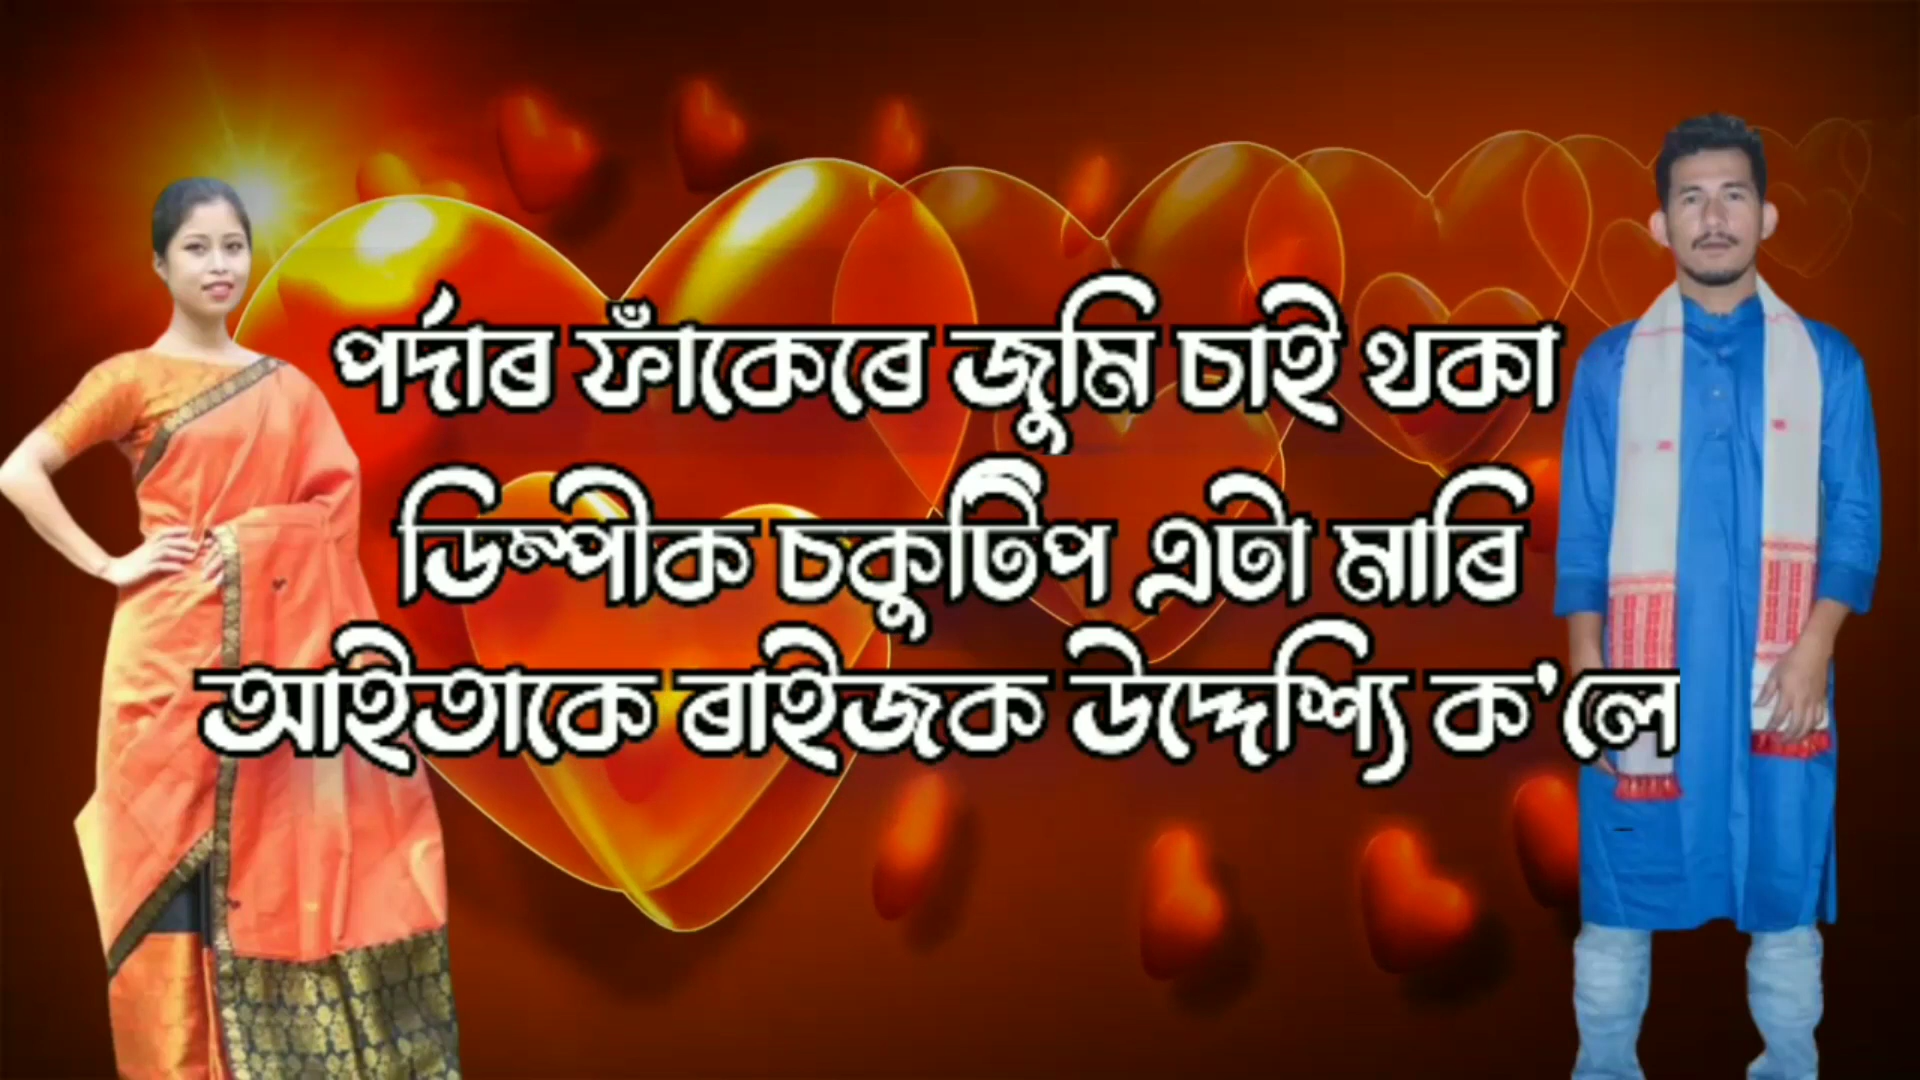 পৰ্দাৰ ফাঁকেৰে জুমি চাই থকা
ডিম্পীক চকুটিপ এটা মাৰি
আইতাকে ৰাইজক উদ্দেশ্যি ক'লে